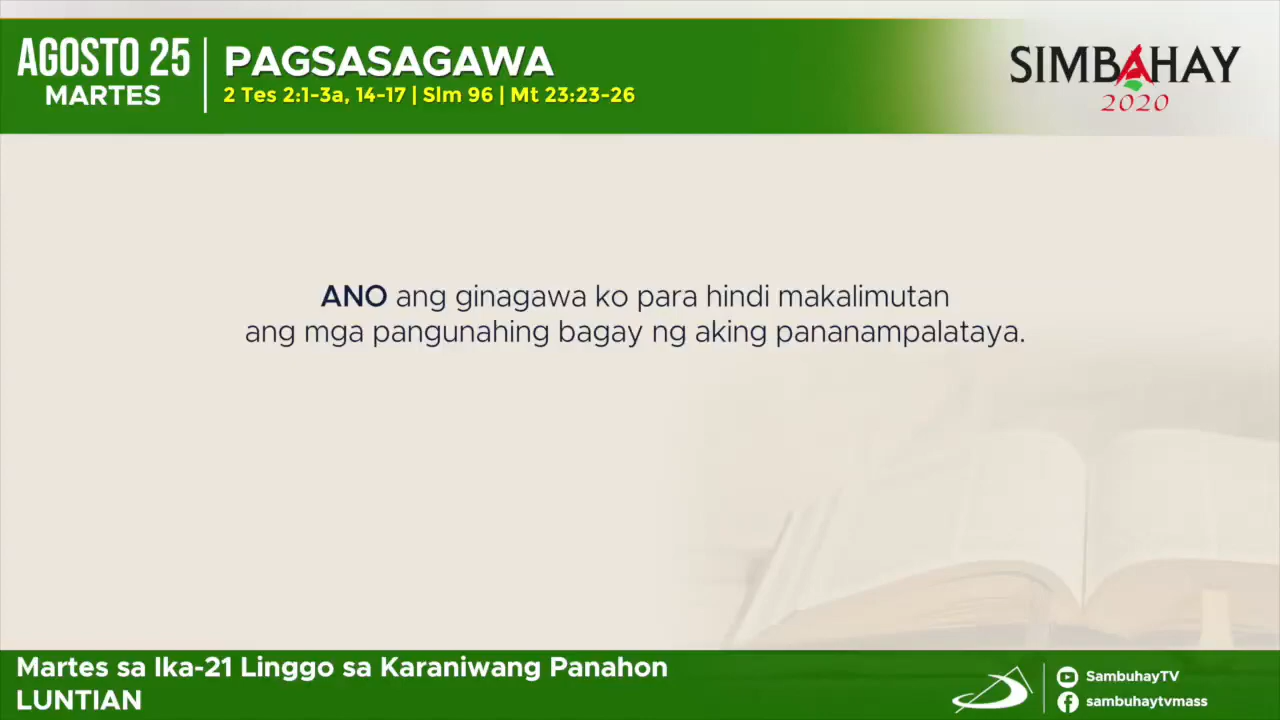 AGOSTO 25
MARTES
PAGSASAGAWA
2 Tes 2:1-3a, 14-17 | Slm 96 | Mt 23:23-26
SIMBAHAY
2020
ANO ang ginagawa ko para hindi makalimutan
ang mga pangunahing bagay ng aking pananampalataya.
Martes sa Ika-21 Linggo sa Karaniwang Panahon
LUNTIAN
SambuhayTV
sambuhaytvmass